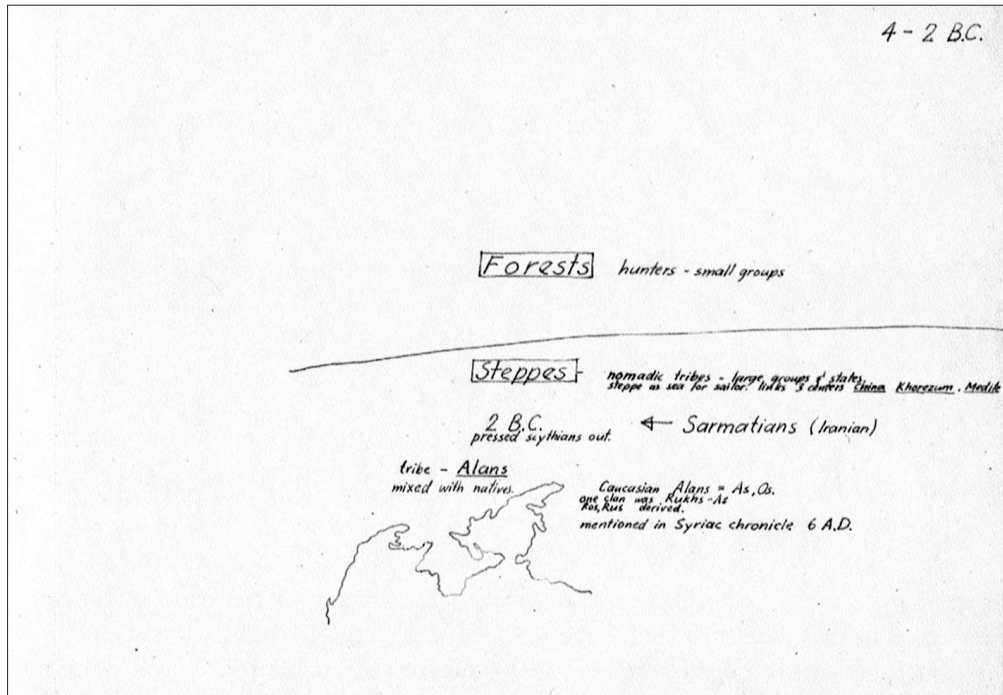 4 - 2 B.C.
Forests hunters - small groups
Steppes - nomadic tribes - large groups & states.
steppe as sea for sailor. links 3 centers China Khorezum. Medite
2 B.C. ← Sarmatians (Iranian)
pressed scythians out.
tribe - Alans
mixed with natives.
Caucasian Alans = As, Os.
one clan was Rukhs-As
Ros, Rus derived.
mentioned in Syriac chronicle 6 A.D.